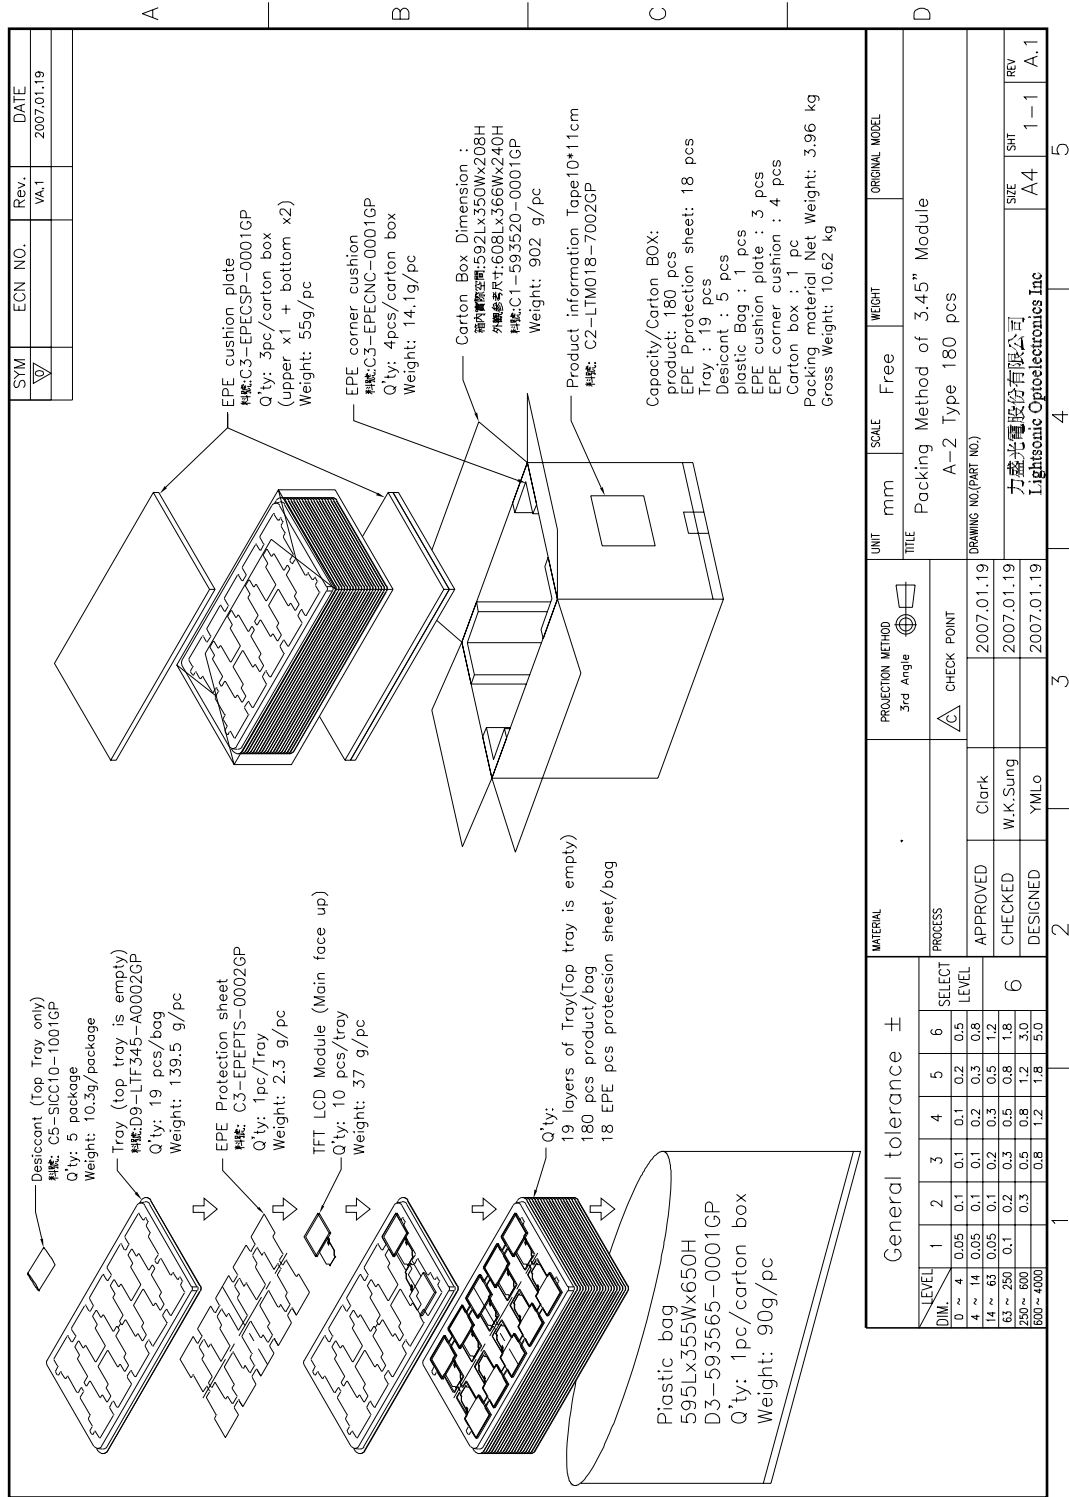 SYM ECN NO. Rev. DATE
VA.1 2007.01.19
A
B
C
D
1
2
3
4
5
Desiccant (Top Tray only)
料號: C5-SICC10-1001GP
Q'ty: 5 package
Weight: 10.3g/package
Tray (top tray is empty)
料號:D9-LTF345-A0002GP
Q'ty: 19 pcs/bag
Weight: 139.5 g/pc
EPE Protection sheet
料號: C3-EPEPTS-0002GP
Q'ty: 1pc/Tray
Weight: 2.3 g/pc
TFT LCD Module (Main face up)
Q'ty: 10 pcs/tray
Weight: 37 g/pc
Q'ty:
19 layers of Tray(Top tray is empty)
180 pcs product/bag
18 EPE pcs protecsion sheet/bag
Piastic bag
595Lx355Wx650H
D3-593565-0001GP
Q'ty: 1pc/carton box
Weight: 90g/pc
EPE cushion plate
料號:C3-EPECSP-0001GP
Q'ty: 3pc/carton box
(upper x1 + bottom x2)
Weight: 55g/pc
EPE corner cushion
料號:C3-EPECNC-0001GP
Q'ty: 4pcs/carton box
Weight: 14.1g/pc
Carton Box Dimension :
箱內實際空間:592Lx350Wx208H
外觀參考尺寸:608Lx366Wx240H
料號:C1-593520-0001GP
Weight: 902 g/pc
Product information Tape10*11cm
料號: C2-LTM018-7002GP
Capacity/Carton BOX:
product: 180 pcs
EPE Pprotection sheet: 18 pcs
Tray : 19 pcs
Desicant : 5 pcs
plastic Bag : 1 pcs
EPE cushion plate : 3 pcs
EPE corner cushion : 4 pcs
Carton box : 1 pc
Packing material Net Weight: 3.96 kg
Gross Weight: 10.62 kg
General tolerance ±
LEVEL DIM. 1 2 3 4 5 6 SELECT LEVEL
0 ~ 4 0.05 0.1 0.1 0.1 0.2 0.5
4 ~ 14 0.05 0.1 0.1 0.2 0.3 0.8
14 ~ 63 0.05 0.1 0.2 0.3 0.5 1.2
63 ~ 250 0.1 0.2 0.3 0.5 0.8 1.8
250 ~ 600 0.3 0.5 0.8 1.2 3.0
600 ~ 4000 0.8 1.2 1.8 5.0
6
MATERIAL
PROCESS
PROJECTION METHOD
3rd Angle
C CHECK POINT
APPROVED Clark 2007.01.19
CHECKED W.K.Sung 2007.01.19
DESIGNED YMLo 2007.01.19
UNIT mm
SCALE Free
WEIGHT
ORIGINAL MODEL
TITLE
Packing Method of 3.45" Module
A-2 Type 180 pcs
DRAWING NO.(PART NO.)
力盛光電股份有限公司
Lightsonic Optoelectronics Inc
SIZE A4
SHT 1-1
REV A.1